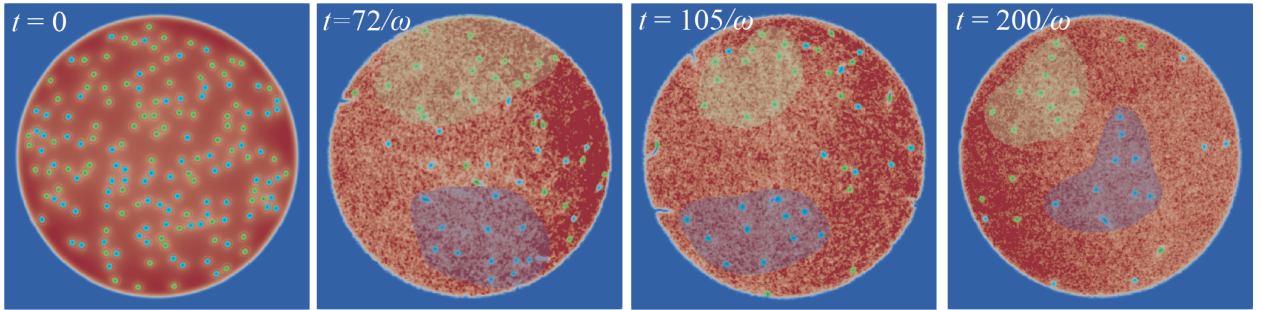 t = 0
t=72/ω
t = 105/ω
t = 200/ω